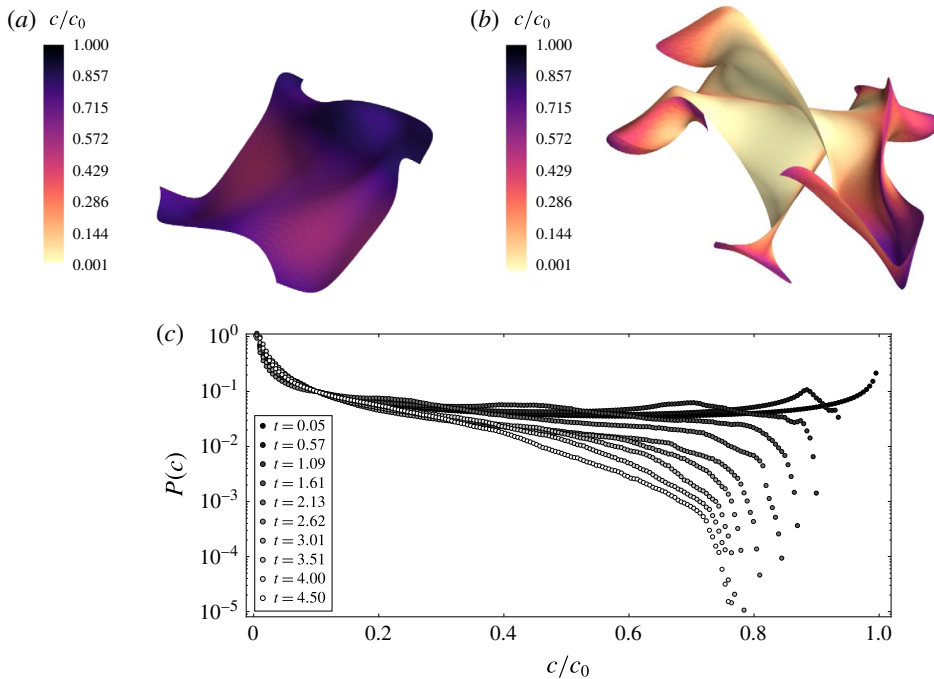 (a) c/c₀
1.000
0.857
0.715
0.572
0.429
0.286
0.144
0.001
(b) c/c₀
1.000
0.857
0.715
0.572
0.429
0.286
0.144
0.001
(c)
10⁰
10⁻¹
10⁻²
10⁻³
10⁻⁴
10⁻⁵
P(c)
t = 0.05
t = 0.57
t = 1.09
t = 1.61
t = 2.13
t = 2.62
t = 3.01
t = 3.51
t = 4.00
t = 4.50
0 0.2 0.4 0.6 0.8 1.0
c/c₀